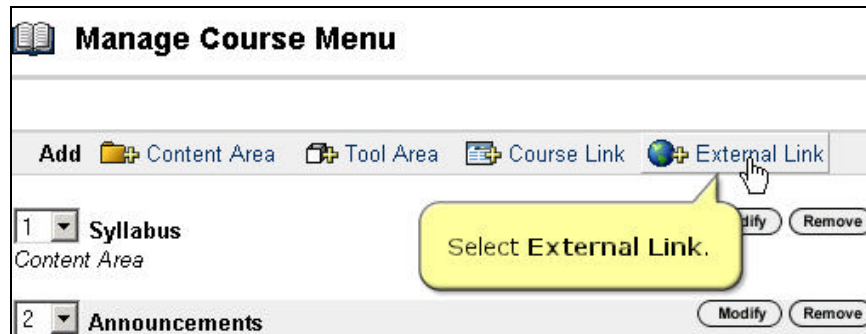 Manage Course Menu
Add Content Area Tool Area Course Link External Link
1 Syllabus Remove
Content Area
Select External Link.
2 Announcements Modify Remove